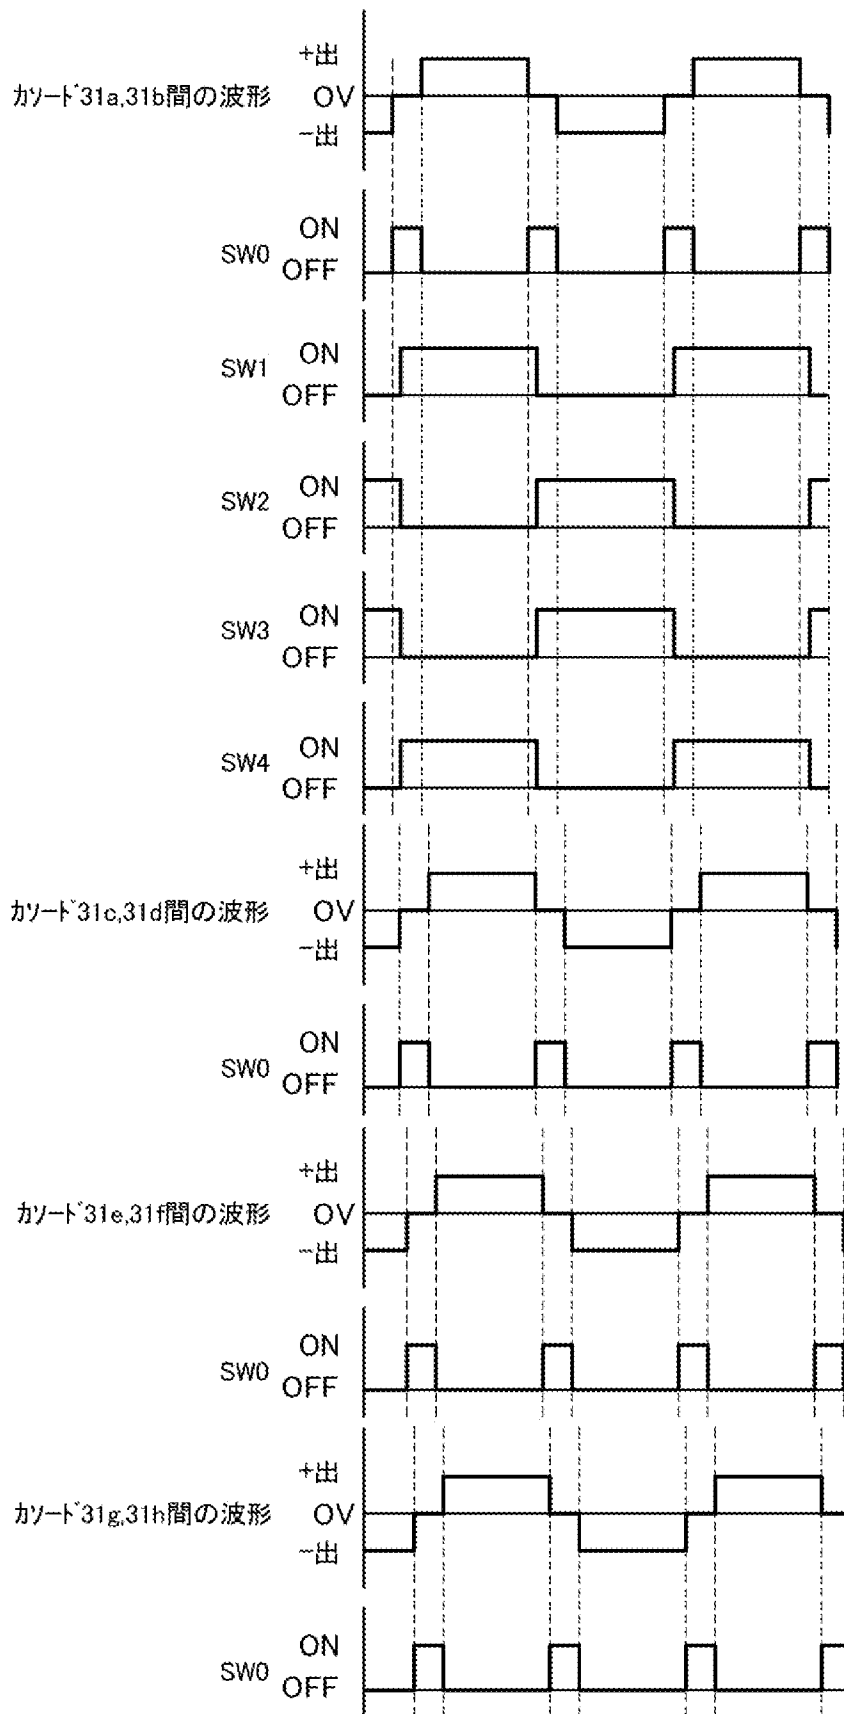 +出
カソード31a,31b間の波形 0V
-出
ON
SW0 OFF
ON
SW1 OFF
ON
SW2 OFF
ON
SW3 OFF
ON
SW4 OFF
+出
カソード31c,31d間の波形 0V
-出
ON
SW0 OFF
+出
カソード31e,31f間の波形 0V
-出
ON
SW0 OFF
+出
カソード31g,31h間の波形 0V
-出
ON
SW0 OFF